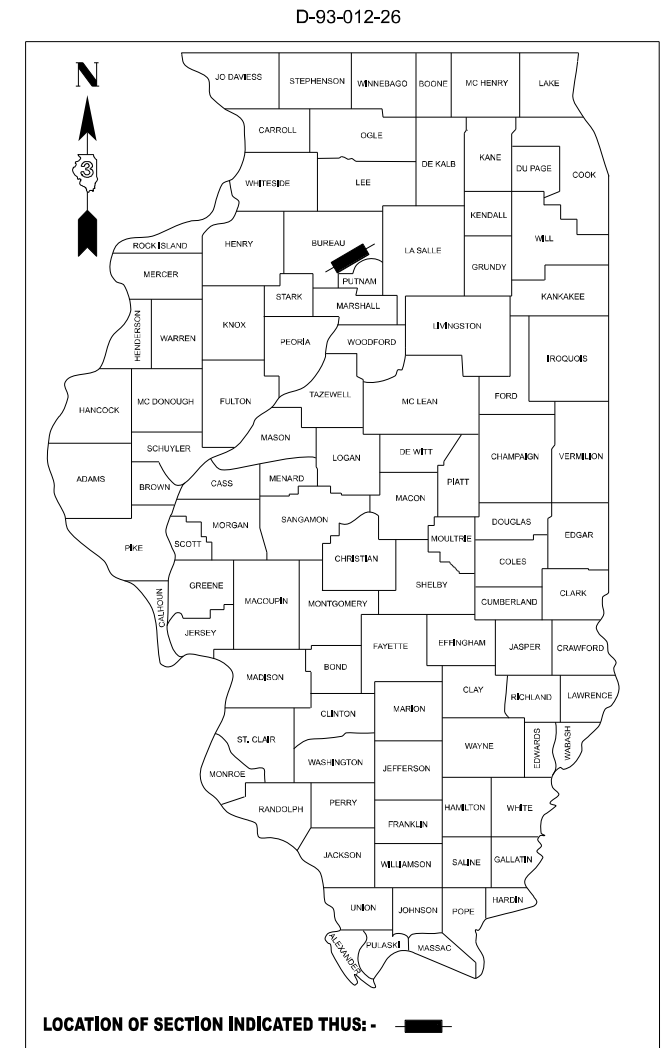 D-93-012-26
N
3
JO DAVIESS STEPHENSON WINNEBAGO BOONE MC HENRY LAKE
CARROLL OGLE
DE KALB KANE DU PAGE COOK
WHITESIDE LEE
KENDALL
ROCK ISLAND HENRY BUREAU LA SALLE WILL
MERCER PUTNAM GRUNDY
STARK MARSHALL KANKAKEE
HENDERSON WARREN KNOX PEORIA WOODFORD LIVINGSTON
IROQUOIS
HANCOCK MC DONOUGH FULTON TAZEWELL MC LEAN FORD
MASON
SCHUYLER LOGAN DE WITT CHAMPAIGN VERMILION
ADAMS BROWN CASS MENARD PIATT
MACON
PIKE SCOTT MORGAN SANGAMON MOULTRIE DOUGLAS EDGAR
CHRISTIAN COLES
CALHOUN GREENE MACOUPIN MONTGOMERY SHELBY CUMBERLAND CLARK
JERSEY
FAYETTE EFFINGHAM JASPER CRAWFORD
MADISON BOND
CLAY RICHLAND LAWRENCE
CLINTON MARION
ST. CLAIR WAYNE EDWARDS WABASH
MONROE WASHINGTON JEFFERSON
RANDOLPH PERRY HAMILTON WHITE
FRANKLIN
JACKSON WILLIAMSON SALINE GALLATIN
UNION JOHNSON POPE HARDIN
ALEXANDER PULASKI MASSAC
LOCATION OF SECTION INDICATED THUS: -